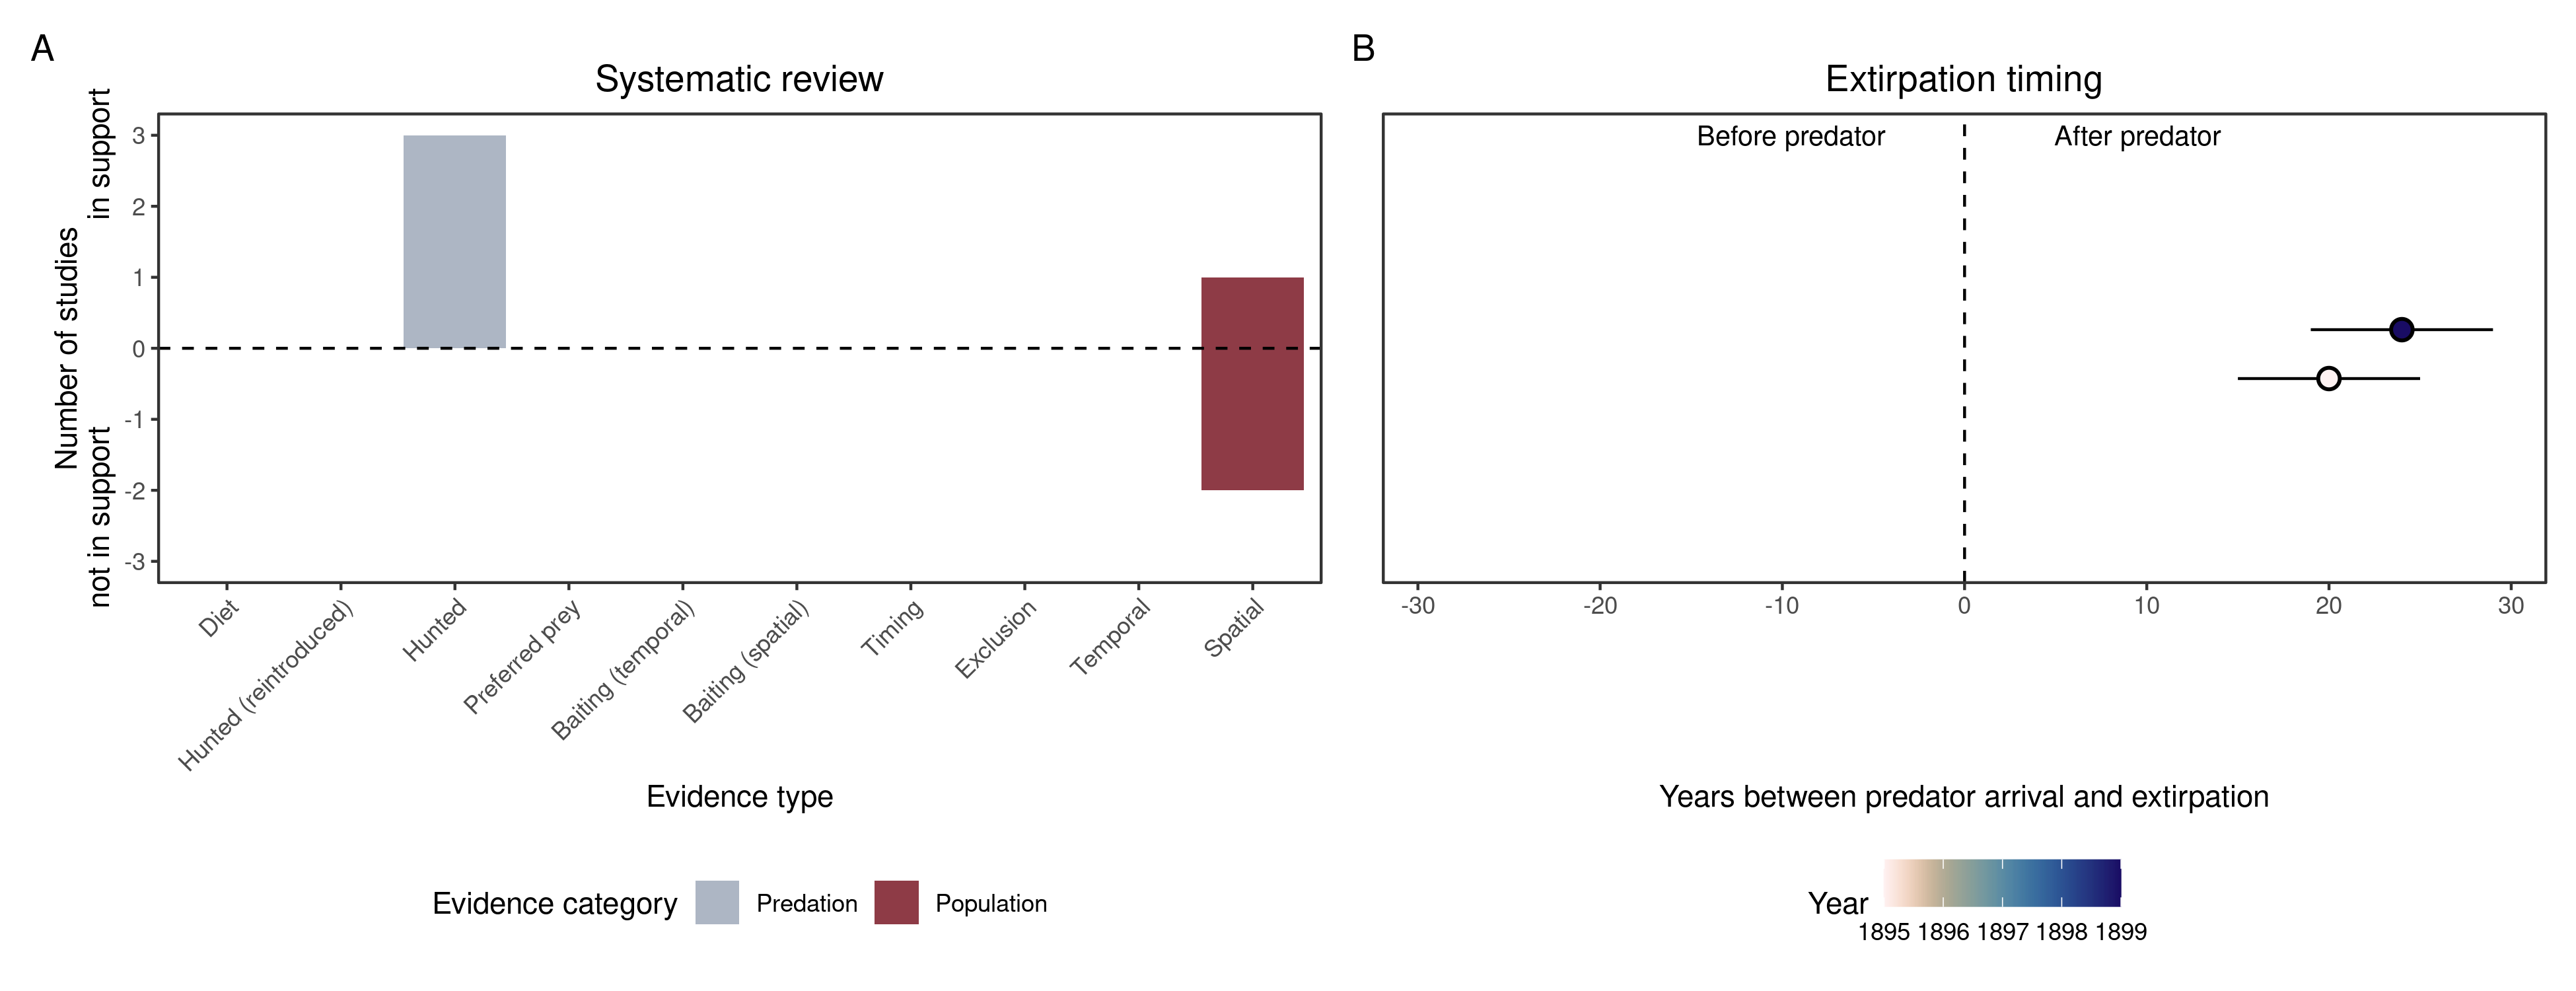 A
Systematic review
Number of studies
not in support
in support
3
2
1
0
-1
-2
-3
Diet
Hunted (reintroduced)
Hunted
Preferred prey
Baiting (temporal)
Baiting (spatial)
Timing
Exclusion
Temporal
Spatial
Evidence type
Evidence category
Predation
Population
B
Extirpation timing
Before predator
After predator
-30 -20 -10 0 10 20 30
Years between predator arrival and extirpation
Year
1895 1896 1897 1898 1899